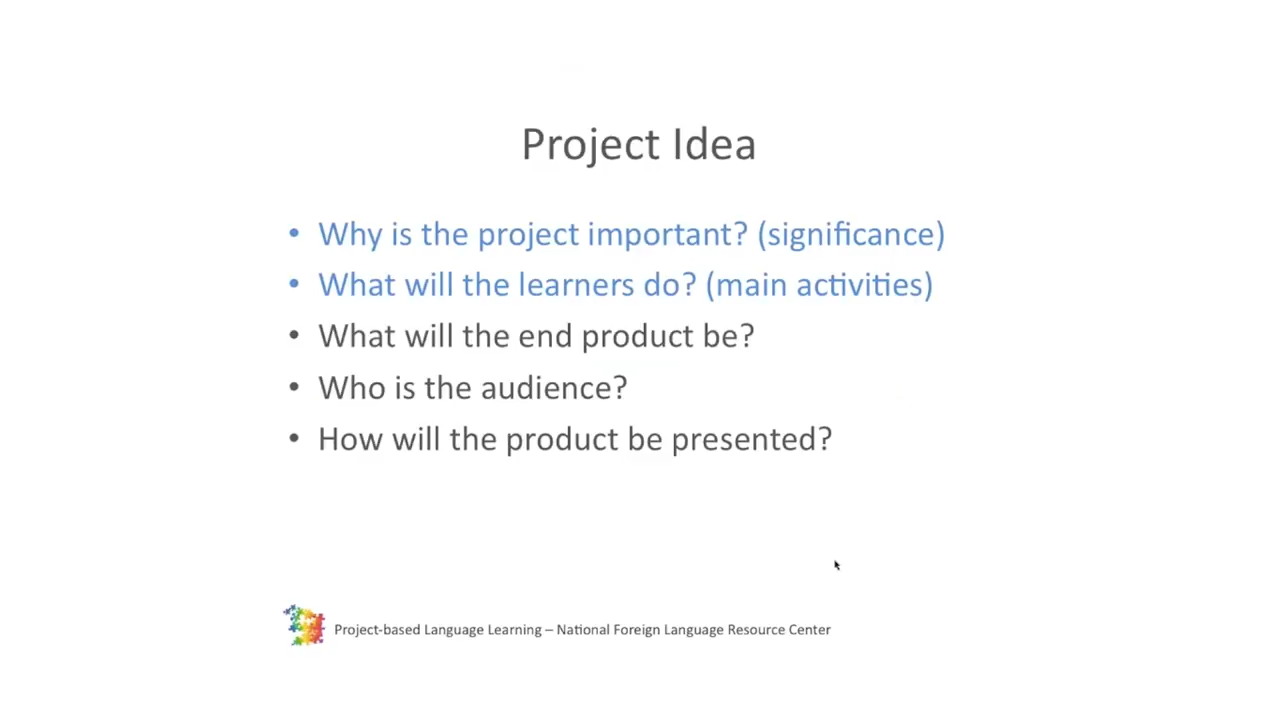 Project Idea
• Why is the project important? (significance)
• What will the learners do? (main activities)
• What will the end product be?
• Who is the audience?
• How will the product be presented?
Project-based Language Learning – National Foreign Language Resource Center